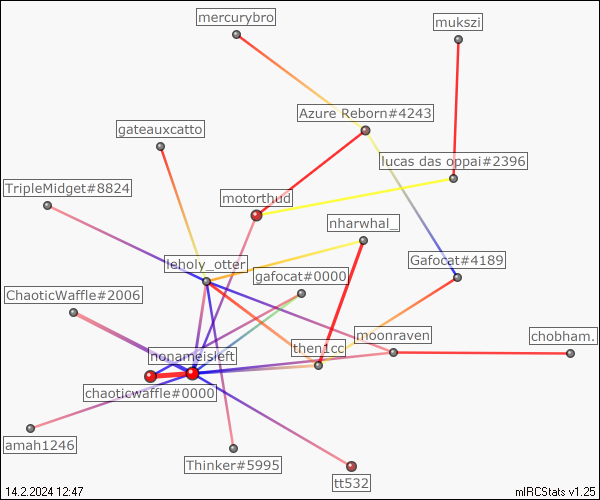 mercurybro
mukszi
Azure Reborn#4243
gateauxcatto
lucas das oppai#2396
TripleMidget#8824
motorthud
nharwhal_
leholy_otter
Gafocat#4189
gafocat#0000
ChaoticWaffle#2006
moonraven
chobham.
then1cc
nonameisleft
chaoticwaffle#0000
amah1246
Thinker#5995
tt532
14.2.2024 12:47
mIRCStats v1.25